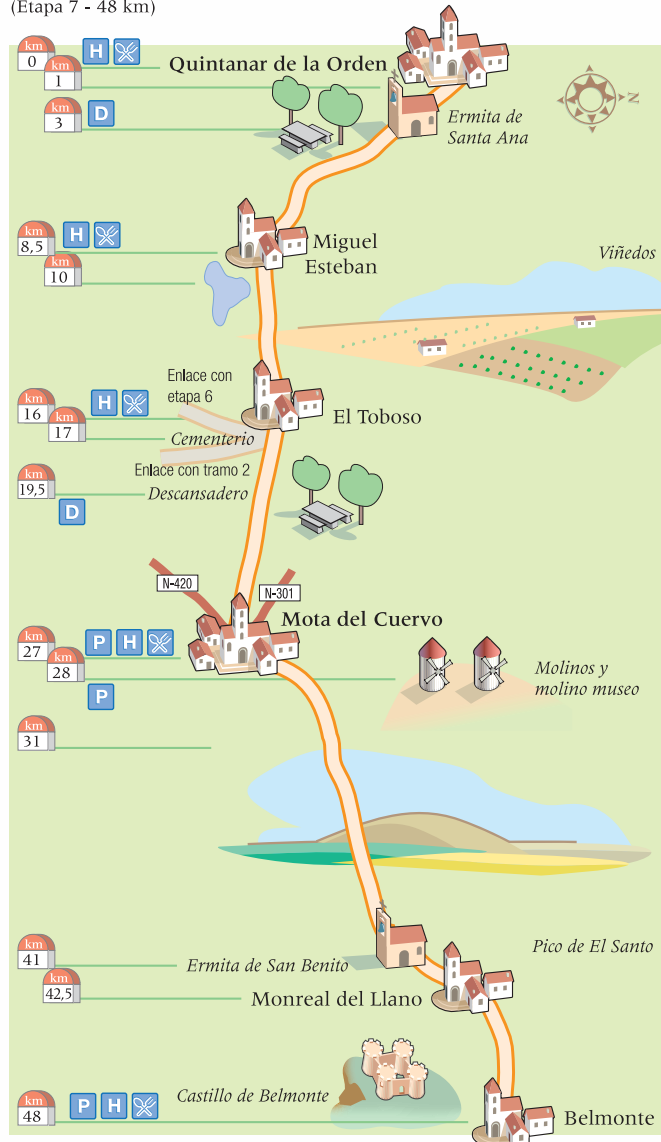 (Etapa 7 - 48 km)
km
0
H
Quintanar de la Orden
km
1
km
3
D
Ermita de
Santa Ana
N
km
8,5
H
Miguel
Esteban
km
10
Viñedos
Enlace con
etapa 6
km
16
H
El Toboso
km
17
Cementerio
Enlace con tramo 2
km
19,5
Descansadero
D
N-420
N-301
Mota del Cuervo
km
27
P
H
km
28
P
Molinos y
molino museo
km
31
Pico de El Santo
km
41
Ermita de San Benito
km
42,5
Monreal del Llano
Castillo de Belmonte
km
48
P
H
Belmonte